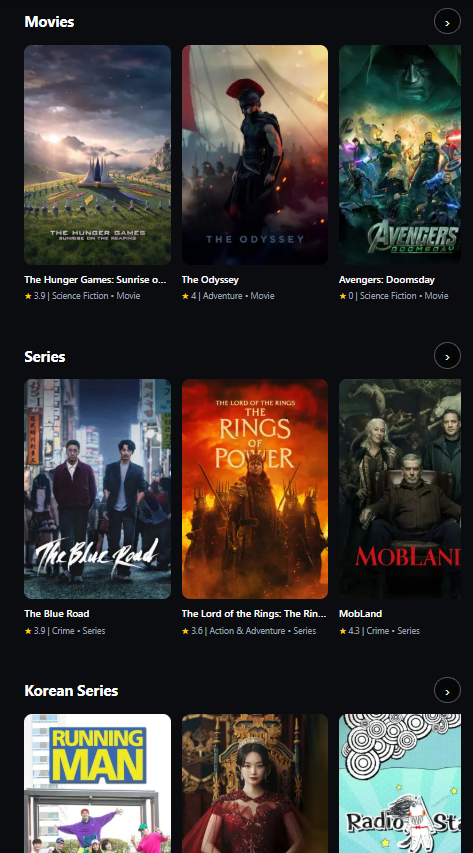 Movies
THE HUNGER GAMES
SUNRISE ON THE REAPING
THE ODYSSEY
AVENGERS
DOOMSDAY
The Hunger Games: Sunrise o...
The Odyssey
Avengers: Doomsday
★ 3.9 | Science Fiction • Movie
★ 4 | Adventure • Movie
★ 0 | Science Fiction • Movie
Series
The Blue Road
THE LORD OF THE RINGS
THE
RINGS
OF
POWER
MOBLAN
The Blue Road
The Lord of the Rings: The Rin...
MobLand
★ 3.9 | Crime • Series
★ 3.6 | Action & Adventure • Series
★ 4.3 | Crime • Series
Korean Series
RUNNING
MAN
Radio Sta